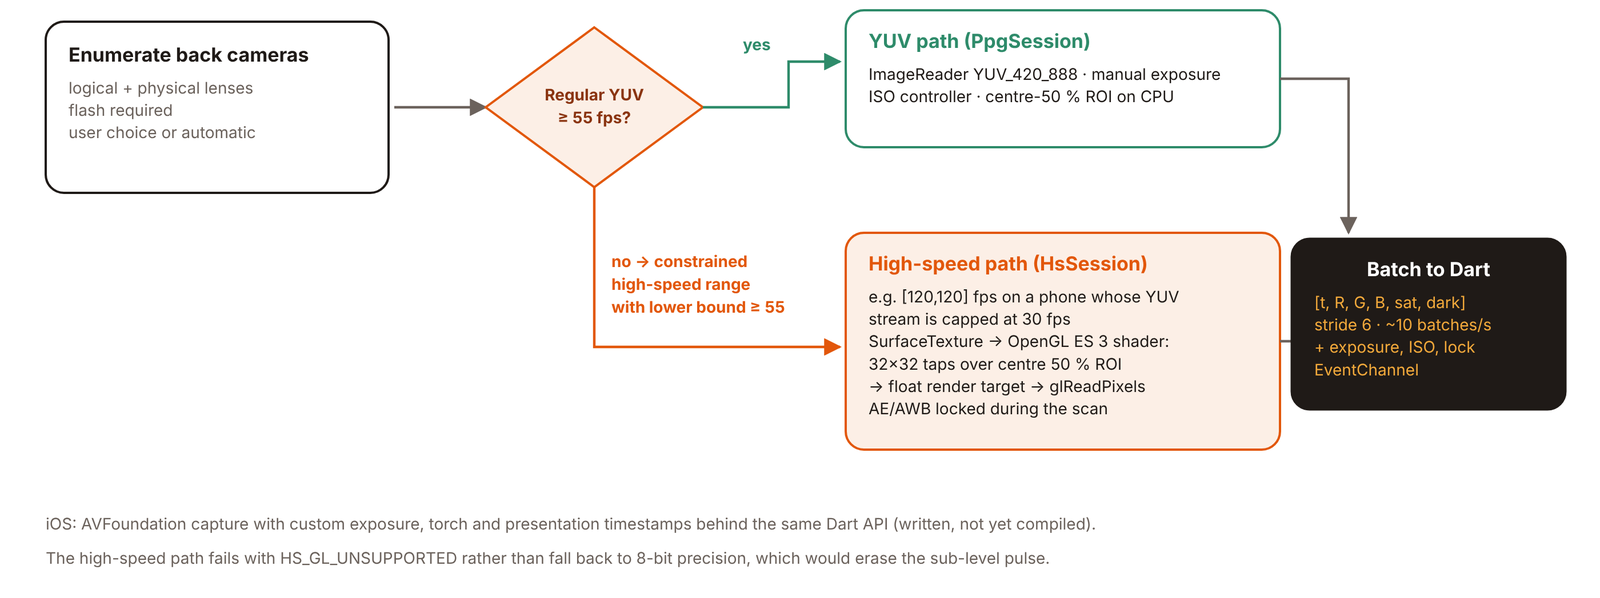 Enumerate back cameras
logical + physical lenses
flash required
user choice or automatic
Regular YUV
≥ 55 fps?
yes
YUV path (PpgSession)
ImageReader YUV_420_888 · manual exposure
ISO controller · centre-50 % ROI on CPU
no → constrained
high-speed range
with lower bound ≥ 55
High-speed path (HsSession)
e.g. [120,120] fps on a phone whose YUV
stream is capped at 30 fps
SurfaceTexture → OpenGL ES 3 shader:
32×32 taps over centre 50 % ROI
→ float render target → glReadPixels
AE/AWB locked during the scan
Batch to Dart
[t, R, G, B, sat, dark]
stride 6 · ~10 batches/s
+ exposure, ISO, lock
EventChannel
iOS: AVFoundation capture with custom exposure, torch and presentation timestamps behind the same Dart API (written, not yet compiled).
The high-speed path fails with HS_GL_UNSUPPORTED rather than fall back to 8-bit precision, which would erase the sub-level pulse.